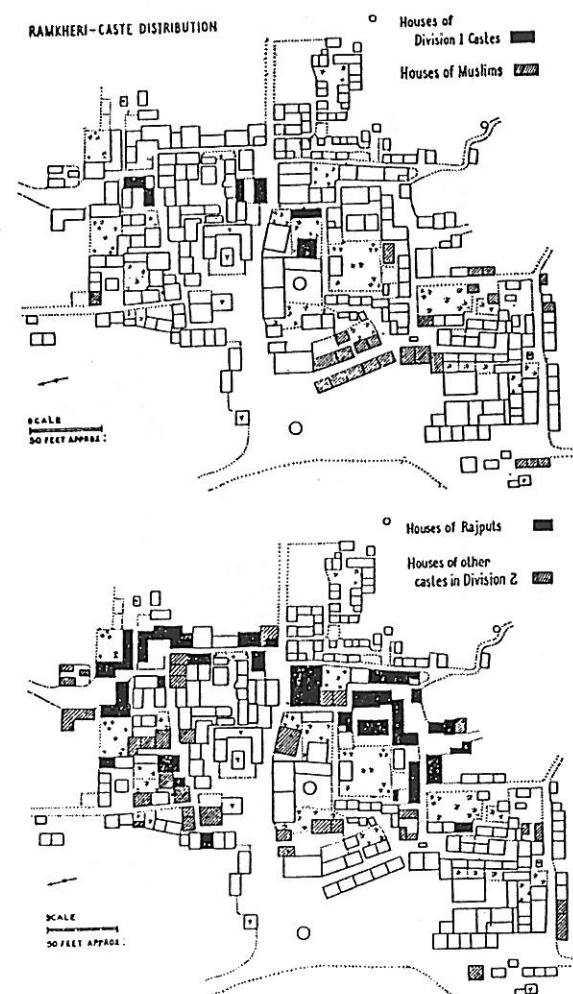 RAMKHERI-CASTE DISTRIBUTION
Houses of
Division 1 Castes
Houses of Muslims
SCALE
50 FEET APPROX:
Houses of Rajputs
Houses of other
castes in Division 2
SCALE
50 FEET APPROX: